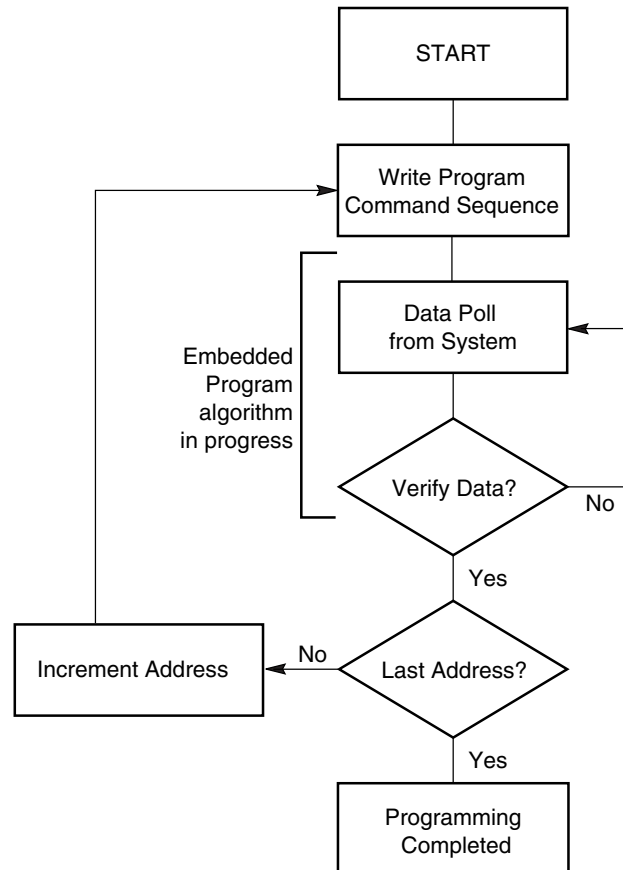 START
Write Program
Command Sequence
Data Poll
from System
Embedded
Program
algorithm
in progress
Verify Data?
No
Yes
Increment Address
No
Last Address?
Yes
Programming
Completed